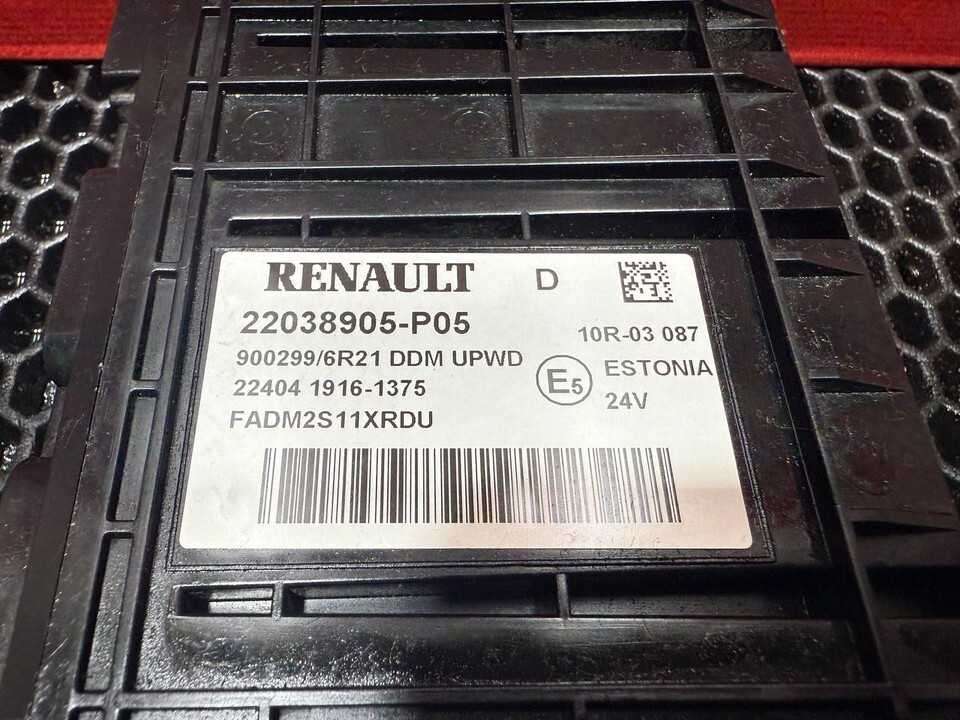 RENAULT D
22038905-P05
10R-03 087
900299/6R21 DDM UPWD
E5 ESTONIA
22404 1916-1375
24V
FADM2S11XRDU